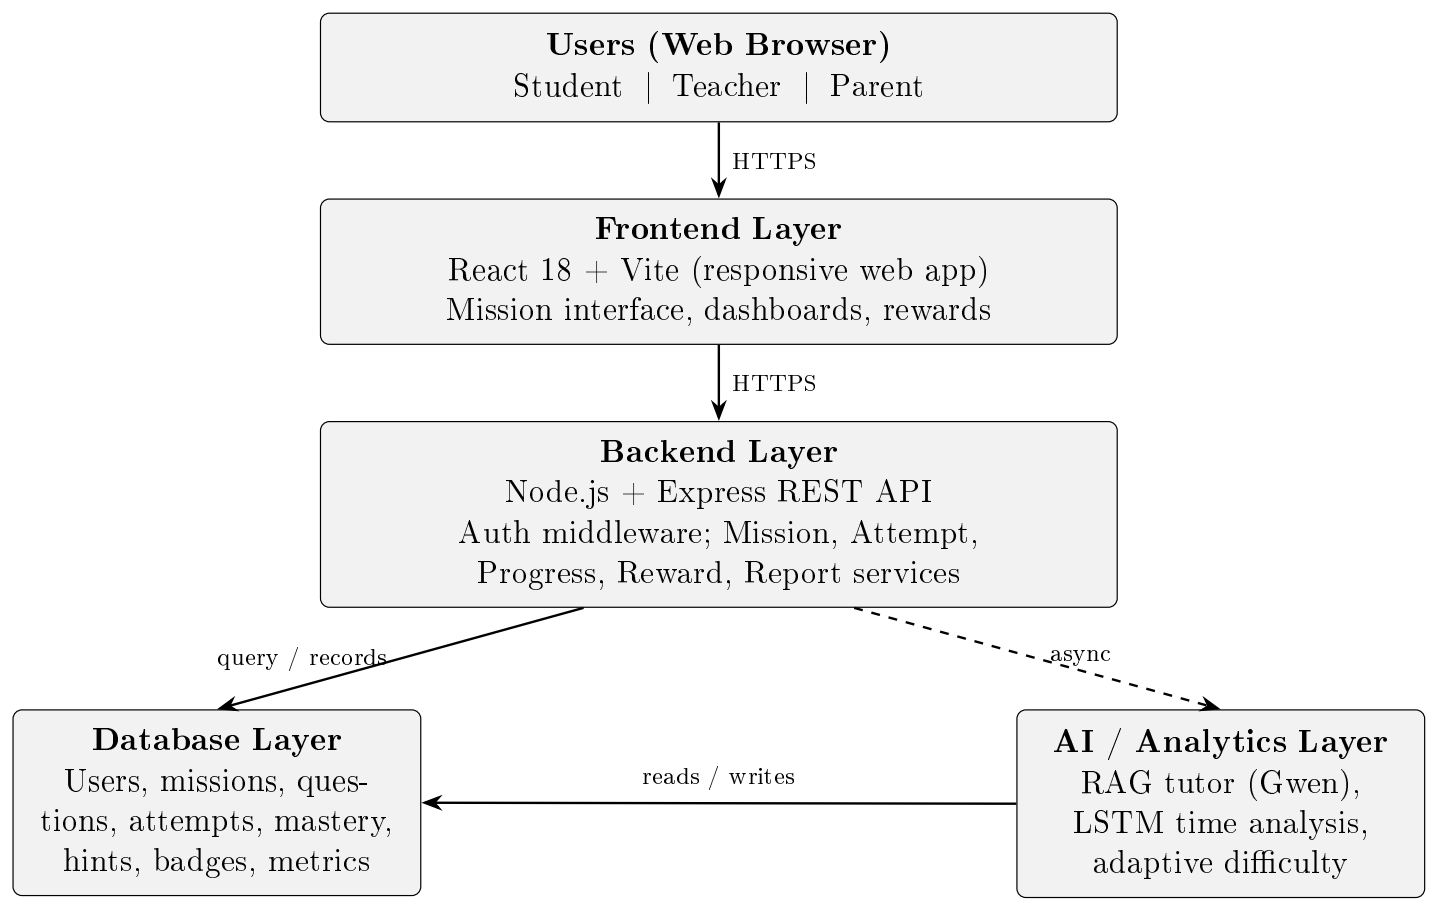 Users (Web Browser)
Student | Teacher | Parent
HTTPS
Frontend Layer
React 18 + Vite (responsive web app)
Mission interface, dashboards, rewards
HTTPS
Backend Layer
Node.js + Express REST API
Auth middleware; Mission, Attempt,
Progress, Reward, Report services
query / records
async
Database Layer
Users, missions, ques-
tions, attempts, mastery,
hints, badges, metrics
reads / writes
AI / Analytics Layer
RAG tutor (Gwen),
LSTM time analysis,
adaptive difficulty